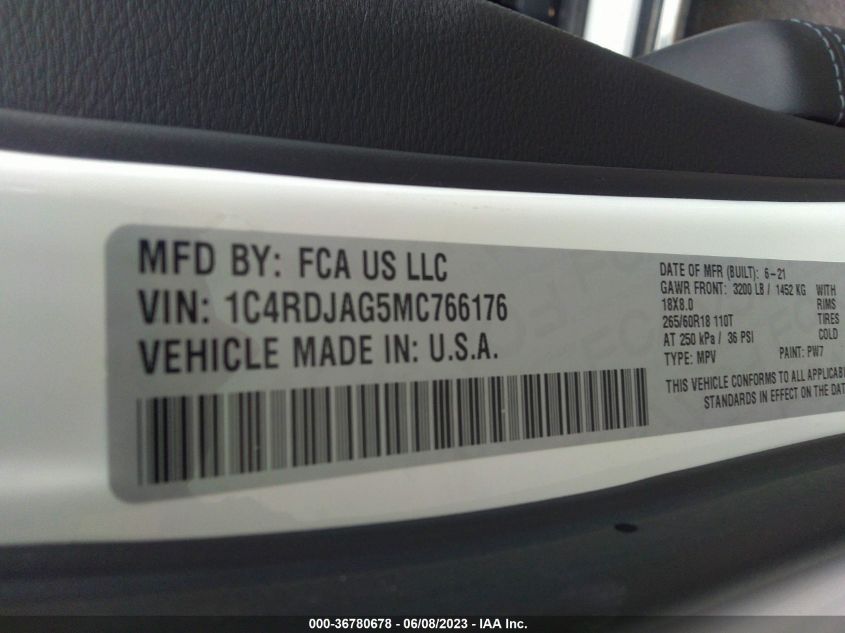 MFD BY: FCA US LLC
VIN: 1C4RDJAG5MC766176
VEHICLE MADE IN: U.S.A.
DATE OF MFR (BUILT): 6-21
GAWR FRONT: 3200 LB / 1452 KG WITH
18X8.0 RIMS
265/60R18 110T TIRES
AT 250 kPa / 36 PSI COLD
TYPE: MPV PAINT: PW7
THIS VEHICLE CONFORMS TO ALL APPLICABL
STANDARDS IN EFFECT ON THE DAT
000-36780678 - 06/08/2023 - IAA Inc.